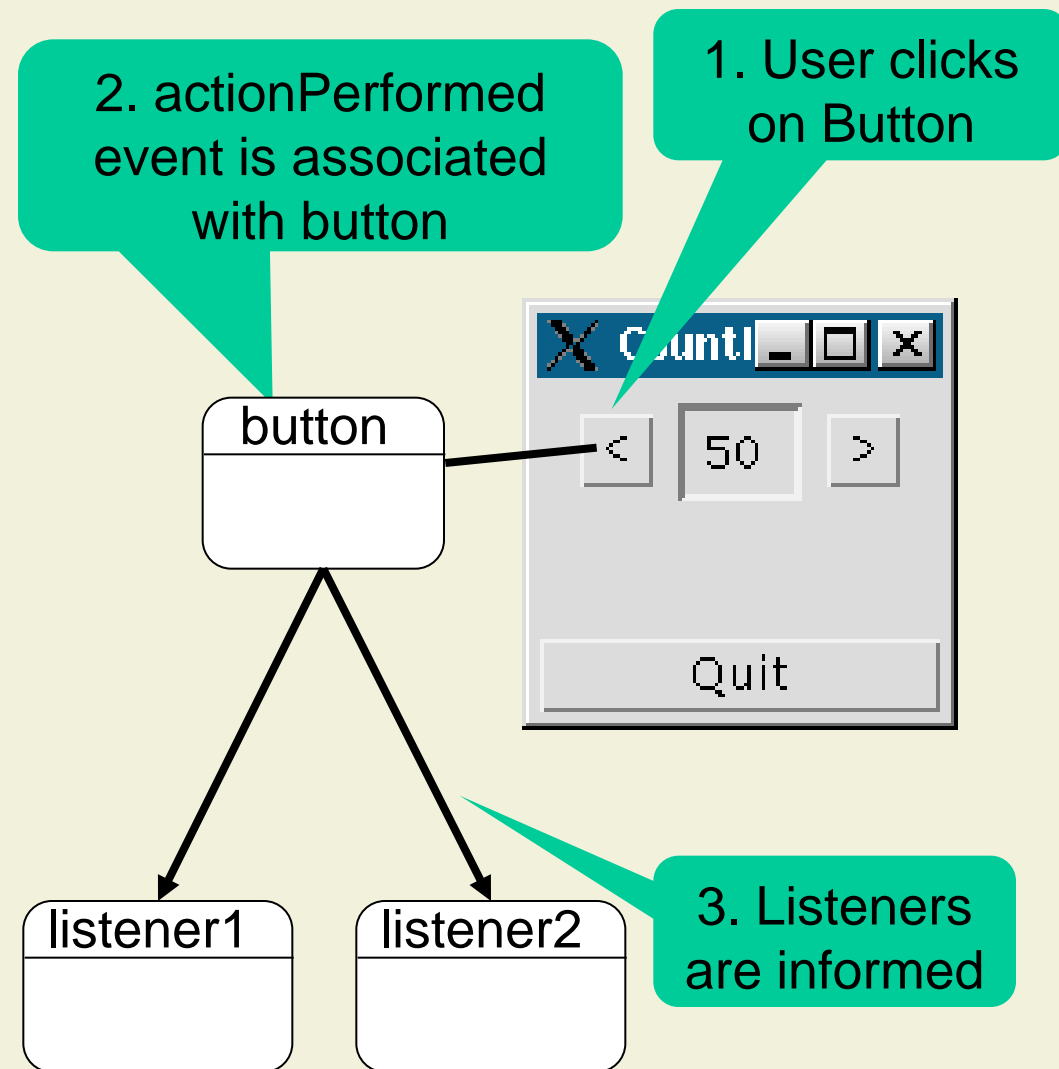 1. User clicks
on Button
2. actionPerformed
event is associated
with button
button
< 50 >
Quit
listener1
listener2
3. Listeners
are informed